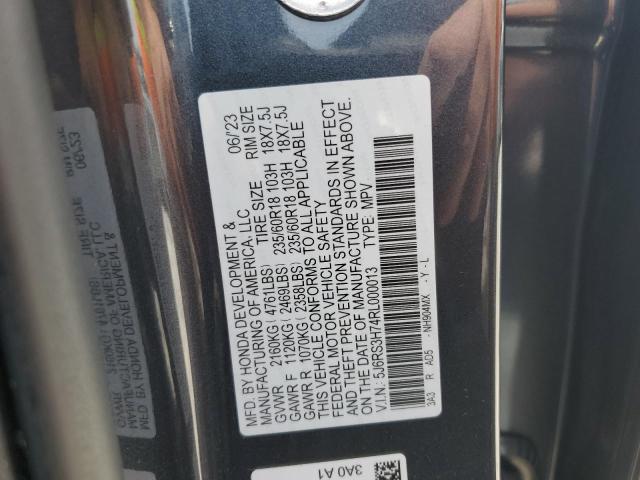 MFD. BY HONDA DEVELOPMENT & 06/'23
MANUFACTURING OF AMERICA, LLC
TIRE SIZE RIM SIZE
GVWR 2160KG (4761LBS)
GAWR F 1120KG (2469LBS) 235/60R18 103H 18X7.5J
GAWR R 1070KG (2358LBS) 235/60R18 103H 18X7.5J
THIS VEHICLE CONFORMS TO ALL APPLICABLE
FEDERAL MOTOR VEHICLE SAFETY
AND THEFT PREVENTION STANDARDS IN EFFECT
ON THE DATE OF MANUFACTURE SHOWN ABOVE.
V.I.N.: 5J6RS3H74RL000013 TYPE: MPV
3A3 R AD5 - NH904MX - Y - L
3A0 A1